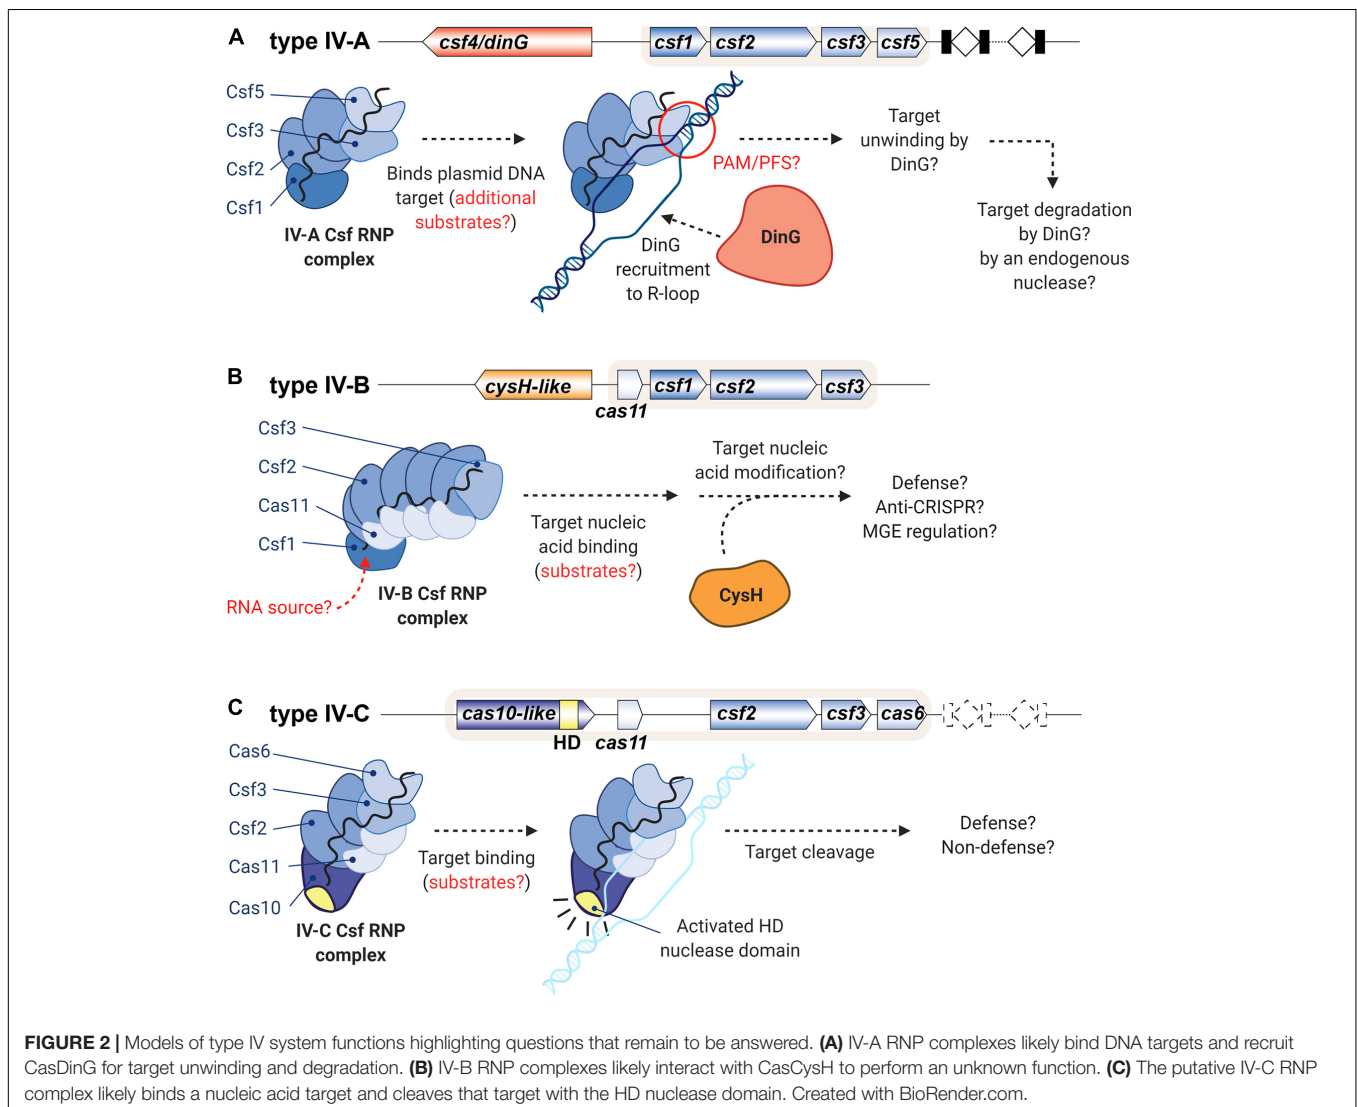 A type IV-A
csf4/dinG csf1 csf2 csf3 csf5
Csf5
Csf3
Csf2
Csf1
IV-A Csf RNP
complex
Binds plasmid DNA
target (additional
substrates?)
PAM/PFS?
DinG
recruitment
to R-loop
DinG
Target
unwinding by
DinG?
Target degradation
by DinG?
by an endogenous
nuclease?
B type IV-B
cysH-like cas11 csf1 csf2 csf3
Csf3
Csf2
Cas11
Csf1
RNA source?
IV-B Csf RNP
complex
Target nucleic
acid binding
(substrates?)
Target nucleic
acid modification?
CysH
Defense?
Anti-CRISPR?
MGE regulation?
C type IV-C
cas10-like HD cas11 csf2 csf3 cas6
Cas6
Csf3
Csf2
Cas11
Cas10
IV-C Csf RNP
complex
Target binding
(substrates?)
Activated HD
nuclease domain
Target cleavage
Defense?
Non-defense?
FIGURE 2 | Models of type IV system functions highlighting questions that remain to be answered. (A) IV-A RNP complexes likely bind DNA targets and recruit
CasDinG for target unwinding and degradation. (B) IV-B RNP complexes likely interact with CasCysH to perform an unknown function. (C) The putative IV-C RNP
complex likely binds a nucleic acid target and cleaves that target with the HD nuclease domain. Created with BioRender.com.